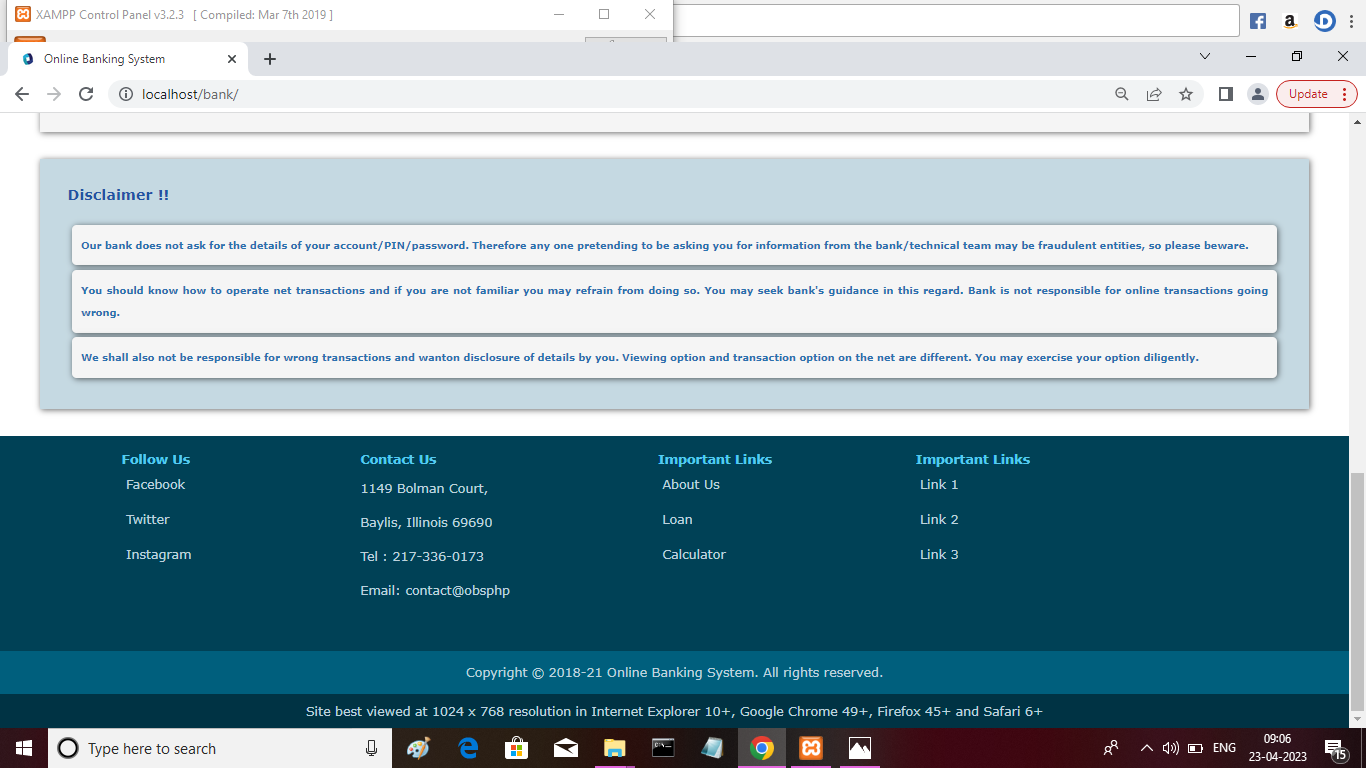 XAMPP Control Panel v3.2.3 [ Compiled: Mar 7th 2019 ]
Online Banking System
localhost/bank/
Update
Disclaimer !!
Our bank does not ask for the details of your account/PIN/password. Therefore any one pretending to be asking you for information from the bank/technical team may be fraudulent entities, so please beware.
You should know how to operate net transactions and if you are not familiar you may refrain from doing so. You may seek bank's guidance in this regard. Bank is not responsible for online transactions going
wrong.
We shall also not be responsible for wrong transactions and wanton disclosure of details by you. Viewing option and transaction option on the net are different. You may exercise your option diligently.
Follow Us
Facebook
Twitter
Instagram
Contact Us
1149 Bolman Court,
Baylis, Illinois 69690
Tel : 217-336-0173
Email: contact@obsphp
Important Links
About Us
Loan
Calculator
Important Links
Link 1
Link 2
Link 3
Copyright © 2018-21 Online Banking System. All rights reserved.
Site best viewed at 1024 x 768 resolution in Internet Explorer 10+, Google Chrome 49+, Firefox 45+ and Safari 6+
Type here to search
ENG
09:06
23-04-2023
15